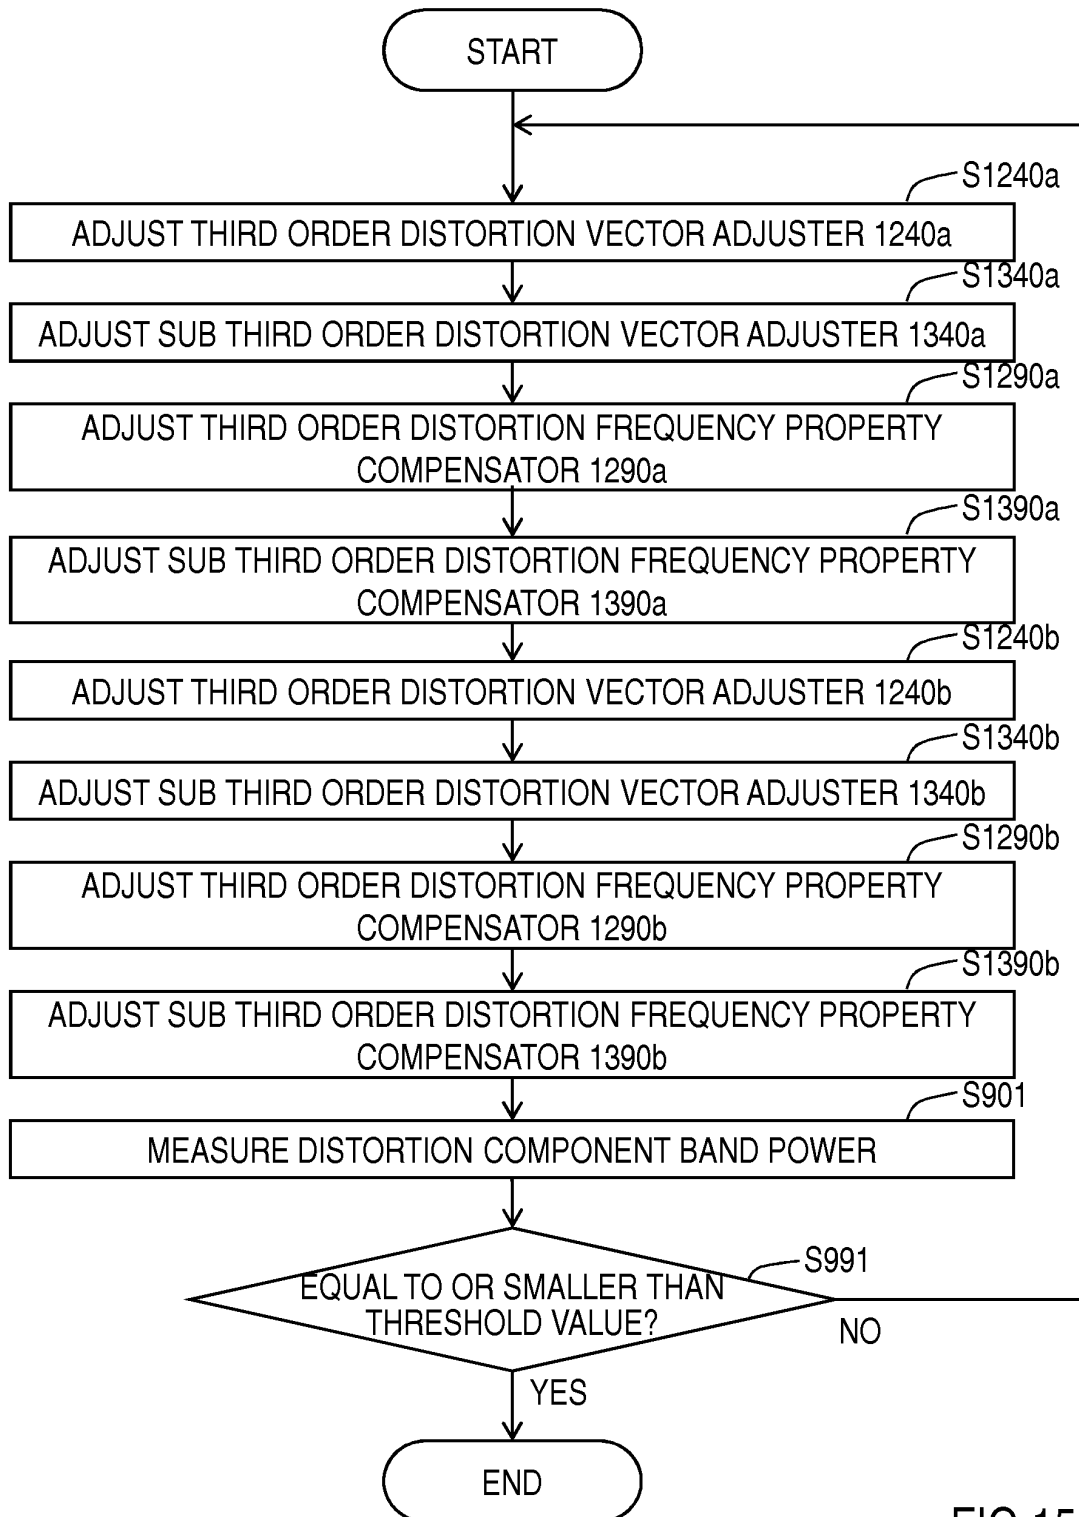 START
S1240a
ADJUST THIRD ORDER DISTORTION VECTOR ADJUSTER 1240a
S1340a
ADJUST SUB THIRD ORDER DISTORTION VECTOR ADJUSTER 1340a
S1290a
ADJUST THIRD ORDER DISTORTION FREQUENCY PROPERTY
COMPENSATOR 1290a
S1390a
ADJUST SUB THIRD ORDER DISTORTION FREQUENCY PROPERTY
COMPENSATOR 1390a
S1240b
ADJUST THIRD ORDER DISTORTION VECTOR ADJUSTER 1240b
S1340b
ADJUST SUB THIRD ORDER DISTORTION VECTOR ADJUSTER 1340b
S1290b
ADJUST THIRD ORDER DISTORTION FREQUENCY PROPERTY
COMPENSATOR 1290b
S1390b
ADJUST SUB THIRD ORDER DISTORTION FREQUENCY PROPERTY
COMPENSATOR 1390b
S901
MEASURE DISTORTION COMPONENT BAND POWER
S991
EQUAL TO OR SMALLER THAN
THRESHOLD VALUE?
NO
YES
END
FIG.15